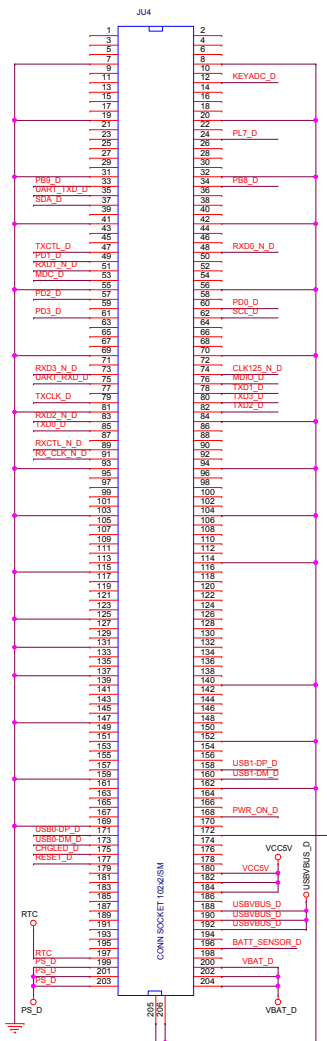 JU4
1 2
3 4
5 6
7 8
9 10
11 12 KEYADC_D
13 14
15 16
17 18
19 20
21 22
23 24 PL7_D
25 26
27 28
29 30
31 32
PB9_D 33 34 PB8_D
UART_TXD_D 35 36
SDA_D 37 38
39 40
41 42
43 44
45 46
TXCTL_D 47 48 RXD0_N_D
PD1_D 49 50
RXD1_N_D 51 52
MDC_D 53 54
55 56
PD2_D 57 58
59 60 PD0_D
PD3_D 61 62 SCL_D
63 64
65 66
67 68
69 70
71 72
RXD3_N_D 73 74 CLK125_N_D
UART_RXD_D 75 76 MDIO_D
77 78 TXD1_D
TXCLK_D 79 80 TXD3_D
81 82 TXD2_D
RXD2_N_D 83 84
TXD0_D 85 86
87 88
RXCTL_N_D 89 90
RX_CLK_N_D 91 92
93 94
95 96
97 98
99 100
101 102
103 104
105 106
107 108
109 110
111 112
113 114
115 116
117 118
119 120
121 122
123 124
125 126
127 128
129 130
131 132
133 134
135 136
137 138
139 140
141 142
143 144
145 146
147 148
149 150
151 152
153 154
155 156
157 158 USB1-DP_D
159 160 USB1-DM_D
161 162
163 164
165 166
167 168 PWR_ON_D
169 170
USB0-DP_D 171 172
USB0-DM_D 173 174
CHGLED_D 175 176
RESET_D 177 178
VCC5V
179 180 VCC5V
181 182
183 184
185 186
187 188 USBVBUS_D
189 190 USBVBUS_D
191 192 USBVBUS_D
USBVBUS_D
RTC
193 194
195 196 BATT_SENSOR_D
197 198
RTC 199 200 VBAT_D
PS_D 201 202
PS_D 203 204
PS_D
VBAT_D
CONN SOCKET 102x2/SM
205
206